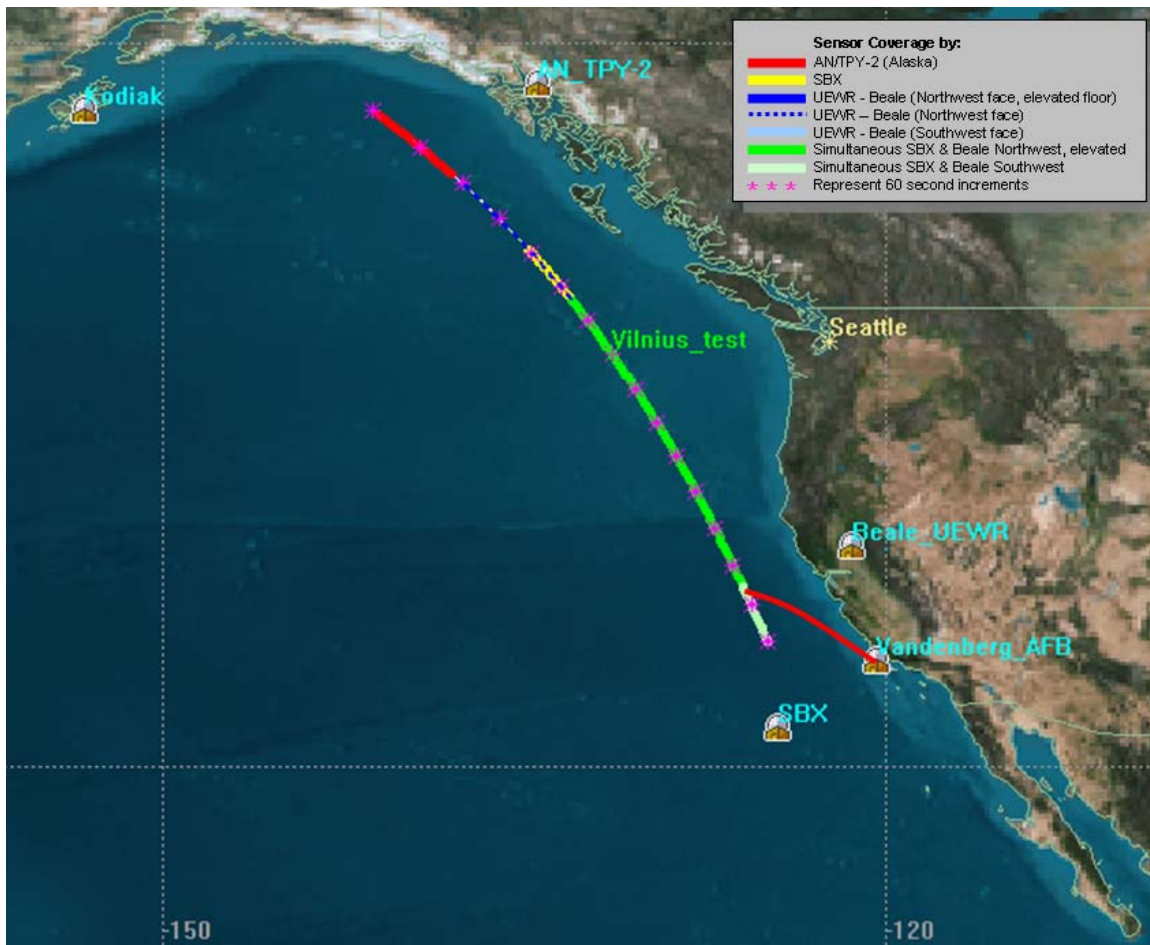 Sensor Coverage by:
AN/TPY-2 (Alaska)
SBX
UEWR - Beale (Northwest face, elevated floor)
UEWR – Beale (Northwest face)
UEWR - Beale (Southwest face)
Simultaneous SBX & Beale Northwest, elevated
Simultaneous SBX & Beale Southwest
* * * Represent 60 second increments
AN_TPY-2
Kodiak
Seattle
Vilnius_test
Beale_UEWR
Vandenberg_AFB
SBX
-150
-120